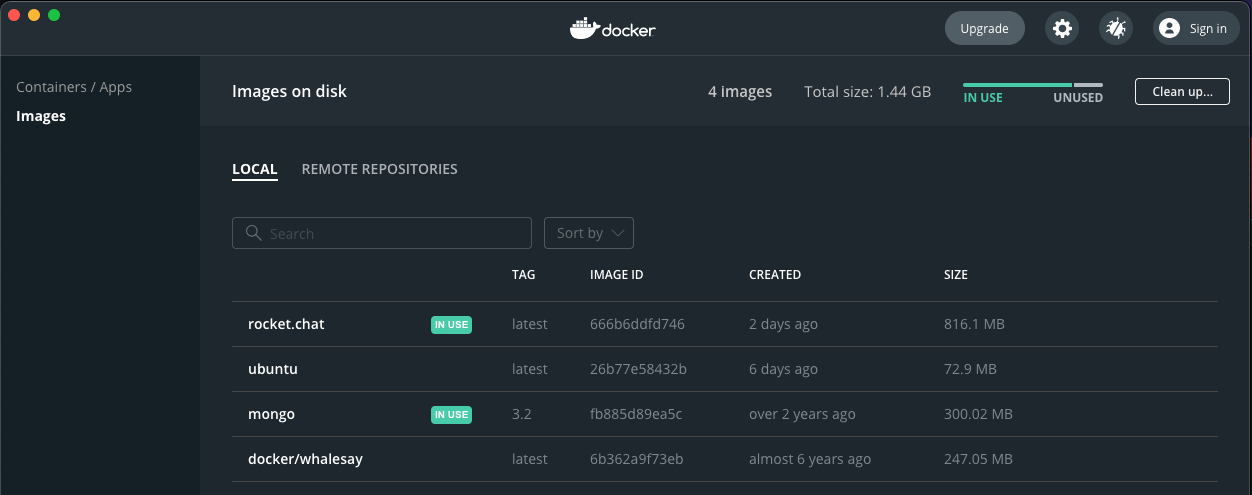 docker
Upgrade
Sign in
Containers / Apps
Images
Images on disk
4 images
Total size: 1.44 GB
IN USE
UNUSED
Clean up...
LOCAL
REMOTE REPOSITORIES
Search
Sort by
TAG IMAGE ID CREATED SIZE
rocket.chat IN USE latest 666b6ddfd746 2 days ago 816.1 MB
ubuntu latest 26b77e58432b 6 days ago 72.9 MB
mongo IN USE 3.2 fb885d89ea5c over 2 years ago 300.02 MB
docker/whalesay latest 6b362a9f73eb almost 6 years ago 247.05 MB